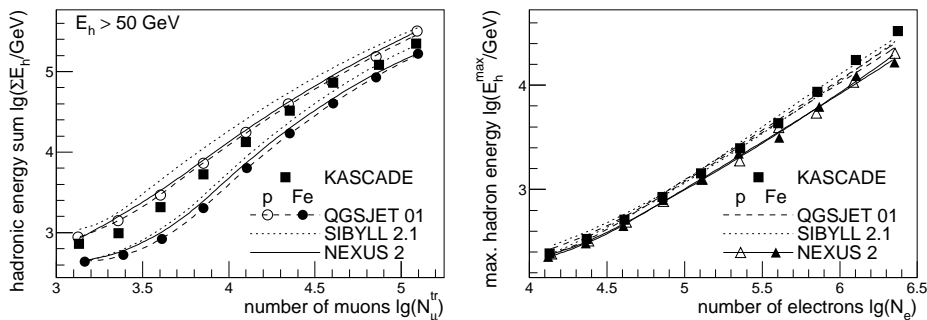 E_h > 50 GeV
hadronic energy sum lg(ΣE_h/GeV)
5
4
3
3
3.5
4
4.5
5
number of muons lg(N_μ^tr)
KASCADE
p Fe
QGSJET 01
SIBYLL 2.1
NEXUS 2
max. hadron energy lg(E_h^max/GeV)
4
3
4
4.5
5
5.5
6
6.5
number of electrons lg(N_e)
KASCADE
p Fe
QGSJET 01
SIBYLL 2.1
NEXUS 2